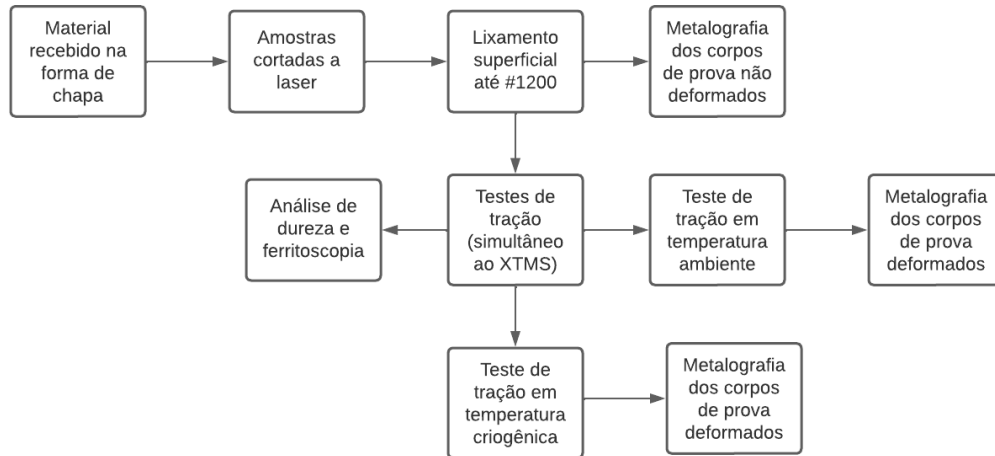 Material
recebido na
forma de
chapa
Amostras
cortadas a
laser
Lixamento
superficial
até #1200
Metalografia
dos corpos
de prova não
deformados
Análise de
dureza e
ferritoscopia
Testes de
tração
(simultâneo
ao XTMS)
Teste de
tração em
temperatura
ambiente
Metalografia
dos corpos
de prova
deformados
Teste de
tração em
temperatura
criogênica
Metalografia
dos corpos
de prova
deformados